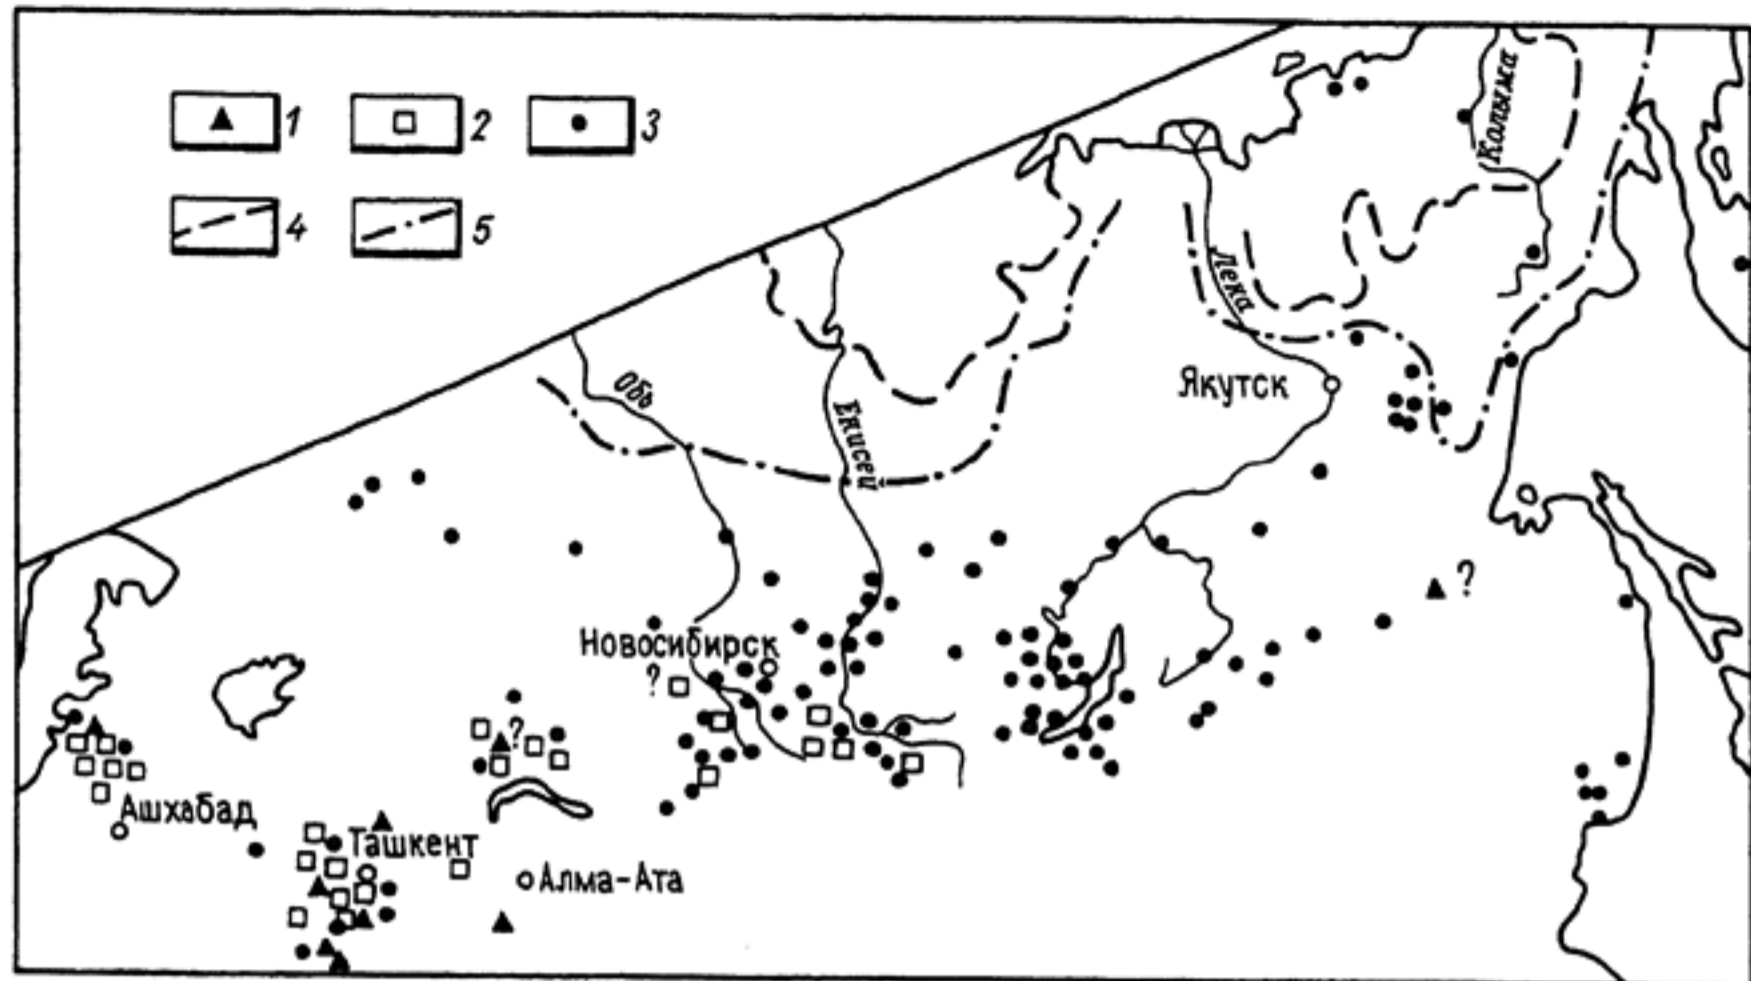 1 2 3
4 5
Колыма
Лена
Обь
Енисей
Якутск
?
Новосибирск
?
?
Ашхабад
Ташкент
Алма-Ата